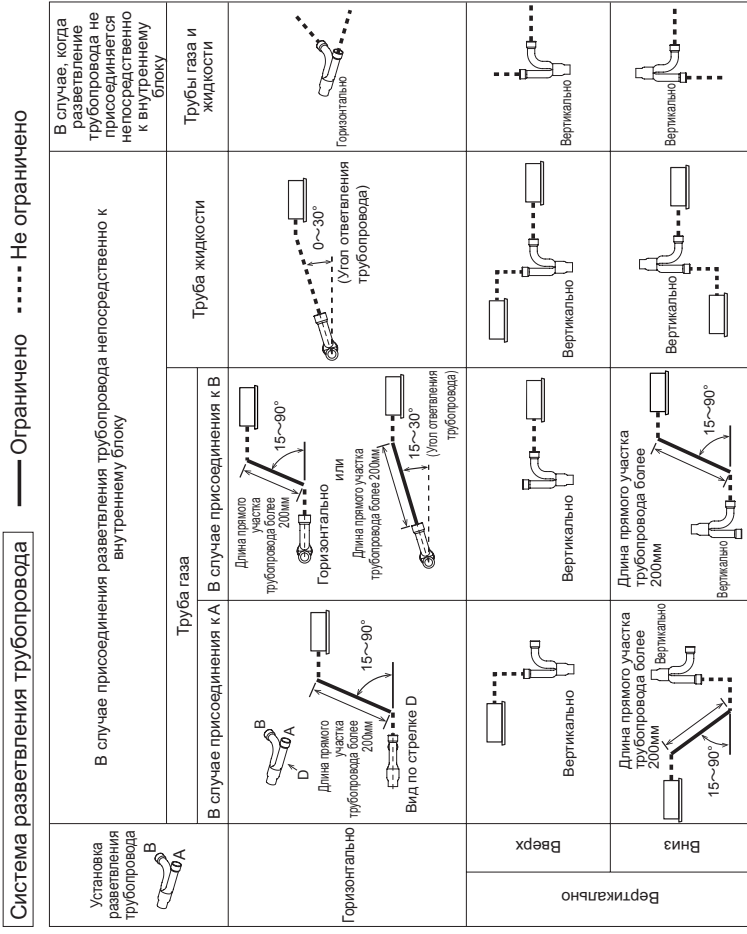 Система разветвления трубопровода
Ограничено
Не ограничено
Установка
разветвления
трубопровода
B
A
В случае присоединения разветвления трубопровода непосредственно к
внутреннему блоку
В случае, когда
разветвление
трубопровода не
присоединяется
непосредственно
к внутреннему
блоку
Труба газа
Труба жидкости
Трубы газа и
жидкости
В случае присоединения к A
В случае присоединения к B
Горизонтально
B
A
D
Длина прямого
участка
трубопровода более
200мм
15~90°
Вид по стрелке D
Длина прямого
участка
трубопровода более
200мм
15~90°
Горизонтально
или
Длина прямого участка
трубопровода более 200мм
15~30°
(Угол ответвления
трубопровода)
0~30°
(Угол ответвления
трубопровода)
Горизонтально
Вертикально
Вверх
Вертикально
Вертикально
Вертикально
Вертикально
Вниз
Длина прямого участка
трубопровода более
200мм
Вертикально
15~90°
Длина прямого участка
трубопровода более
200мм
15~90°
Вертикально
Вертикально
Вертикально